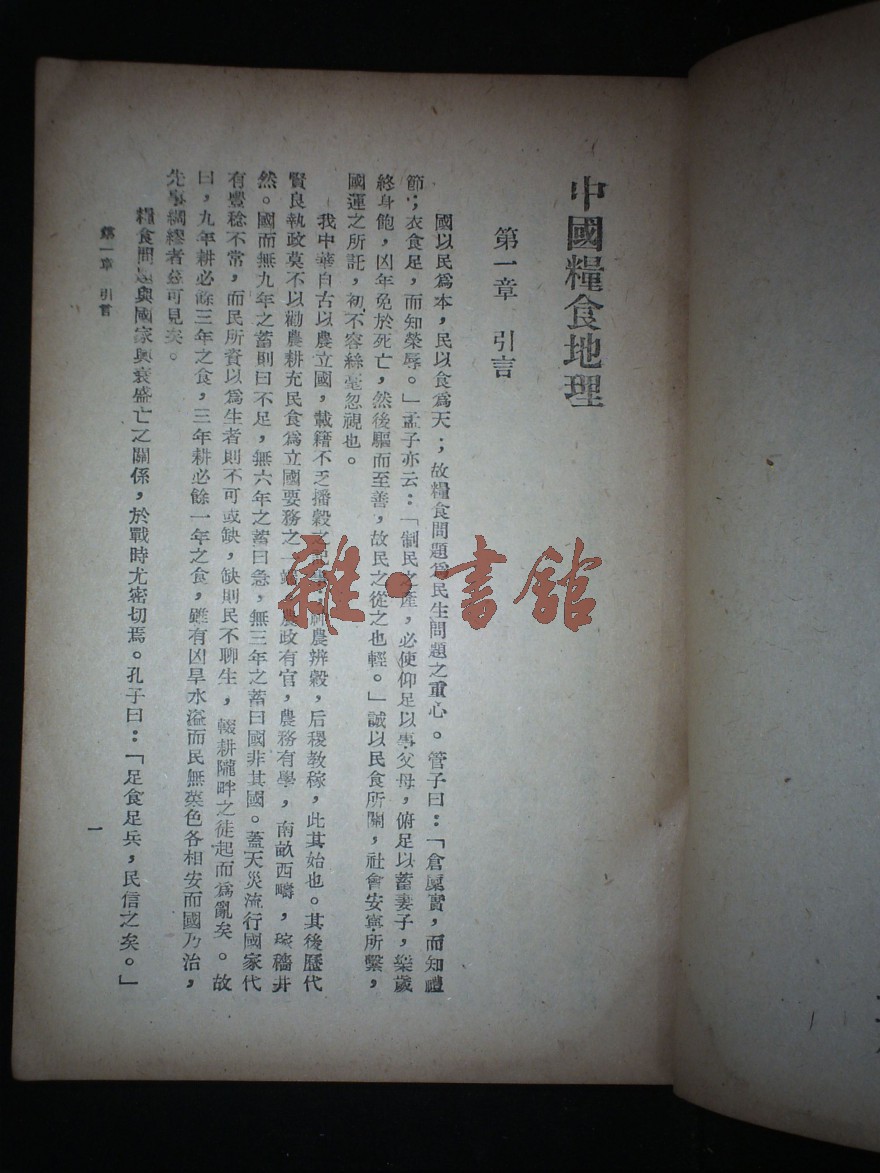 中國糧食地理
第一章 引言
國以民爲本，民以食爲天；故糧食問題爲民生問題之重心。管子曰：「倉廩實，而知禮
節；衣食足，而知榮辱。」孟子亦云：「制民之產，必使仰足以事父母，俯足以蓄妻子，樂歲
終身飽，凶年免於死亡，然後驅而至善，故民之從之也輕。」誠以民食所關，社會安寧所繫，
國運之所託，初不容絲毫忽視也。
我中華自古以農立國，載籍不乏播穀之農辨穀，后稷教稼，此其始也。其後歷代
賢良執政莫不以勸農耕充民食爲立國要務之一農政有官，農務有學，南畝西疇，稼穡井
然。國而無九年之蓄則曰不足，無六年之蓄曰急，無三年之蓄曰國非其國。蓋天災流行國家代
有豐稔不常，而民所資以爲生者則不可或缺，缺則民不聊生，輟耕隴畔之徒起而爲亂矣。故
曰，九年耕必餘三年之食，三年耕必餘一年之食，雖有凶旱水溢而民無菜色各相安而國乃治，
先事綢繆者玆可見矣。
糧食問題與國家興衰盛亡之關係，於戰時尤密切焉。孔子曰：「足食足兵，民信之矣。」
第一章 引言
一
雜·書館